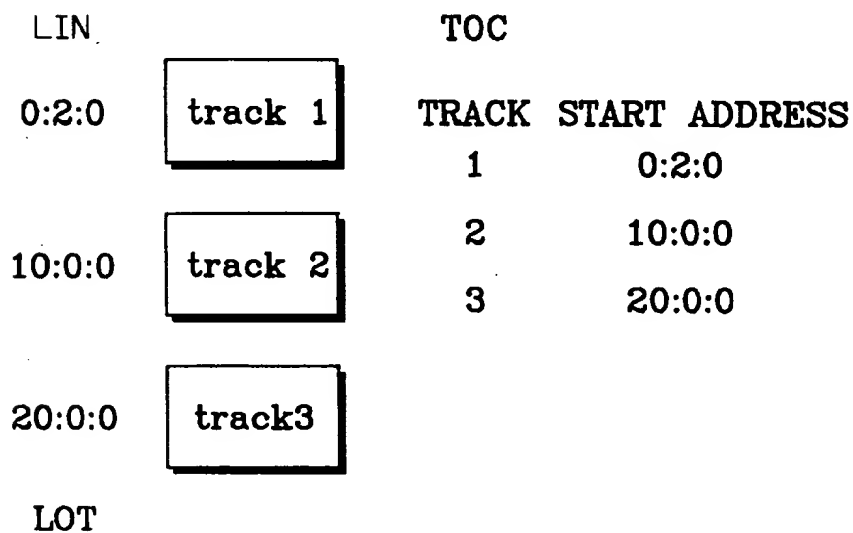 LIN
TOC
0:2:0 track 1
TRACK START ADDRESS
1 0:2:0
2 10:0:0
10:0:0 track 2
3 20:0:0
20:0:0 track3
LOT